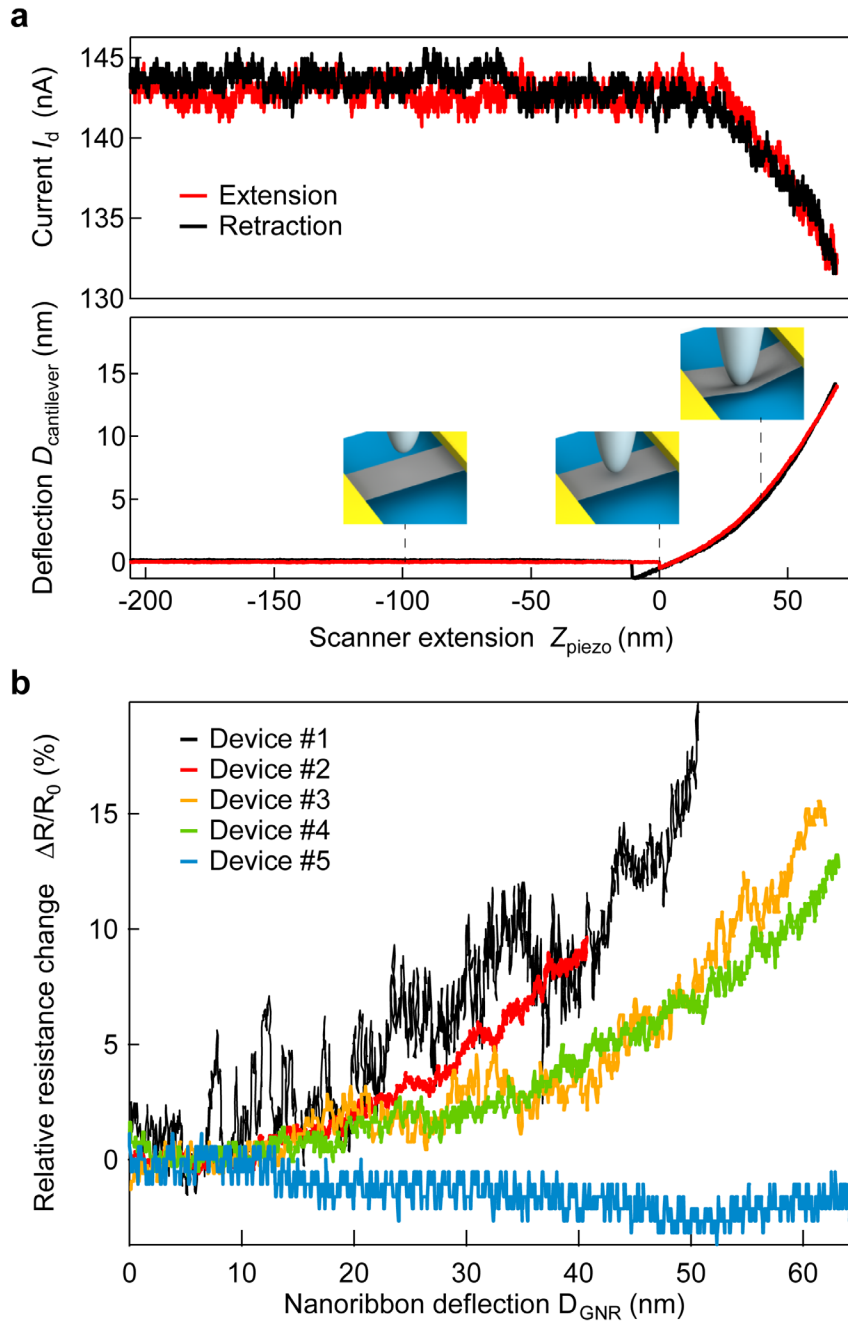 a
145
140
135
130
Current I_d (nA)
Extension
Retraction
15
10
5
0
Deflection D_cantilever (nm)
-200
-150
-100
-50
0
50
Scanner extension Z_piezo (nm)
b
Device #1
Device #2
Device #3
Device #4
Device #5
15
10
5
0
Relative resistance change ΔR/R_0 (%)
0
10
20
30
40
50
60
Nanoribbon deflection D_GNR (nm)